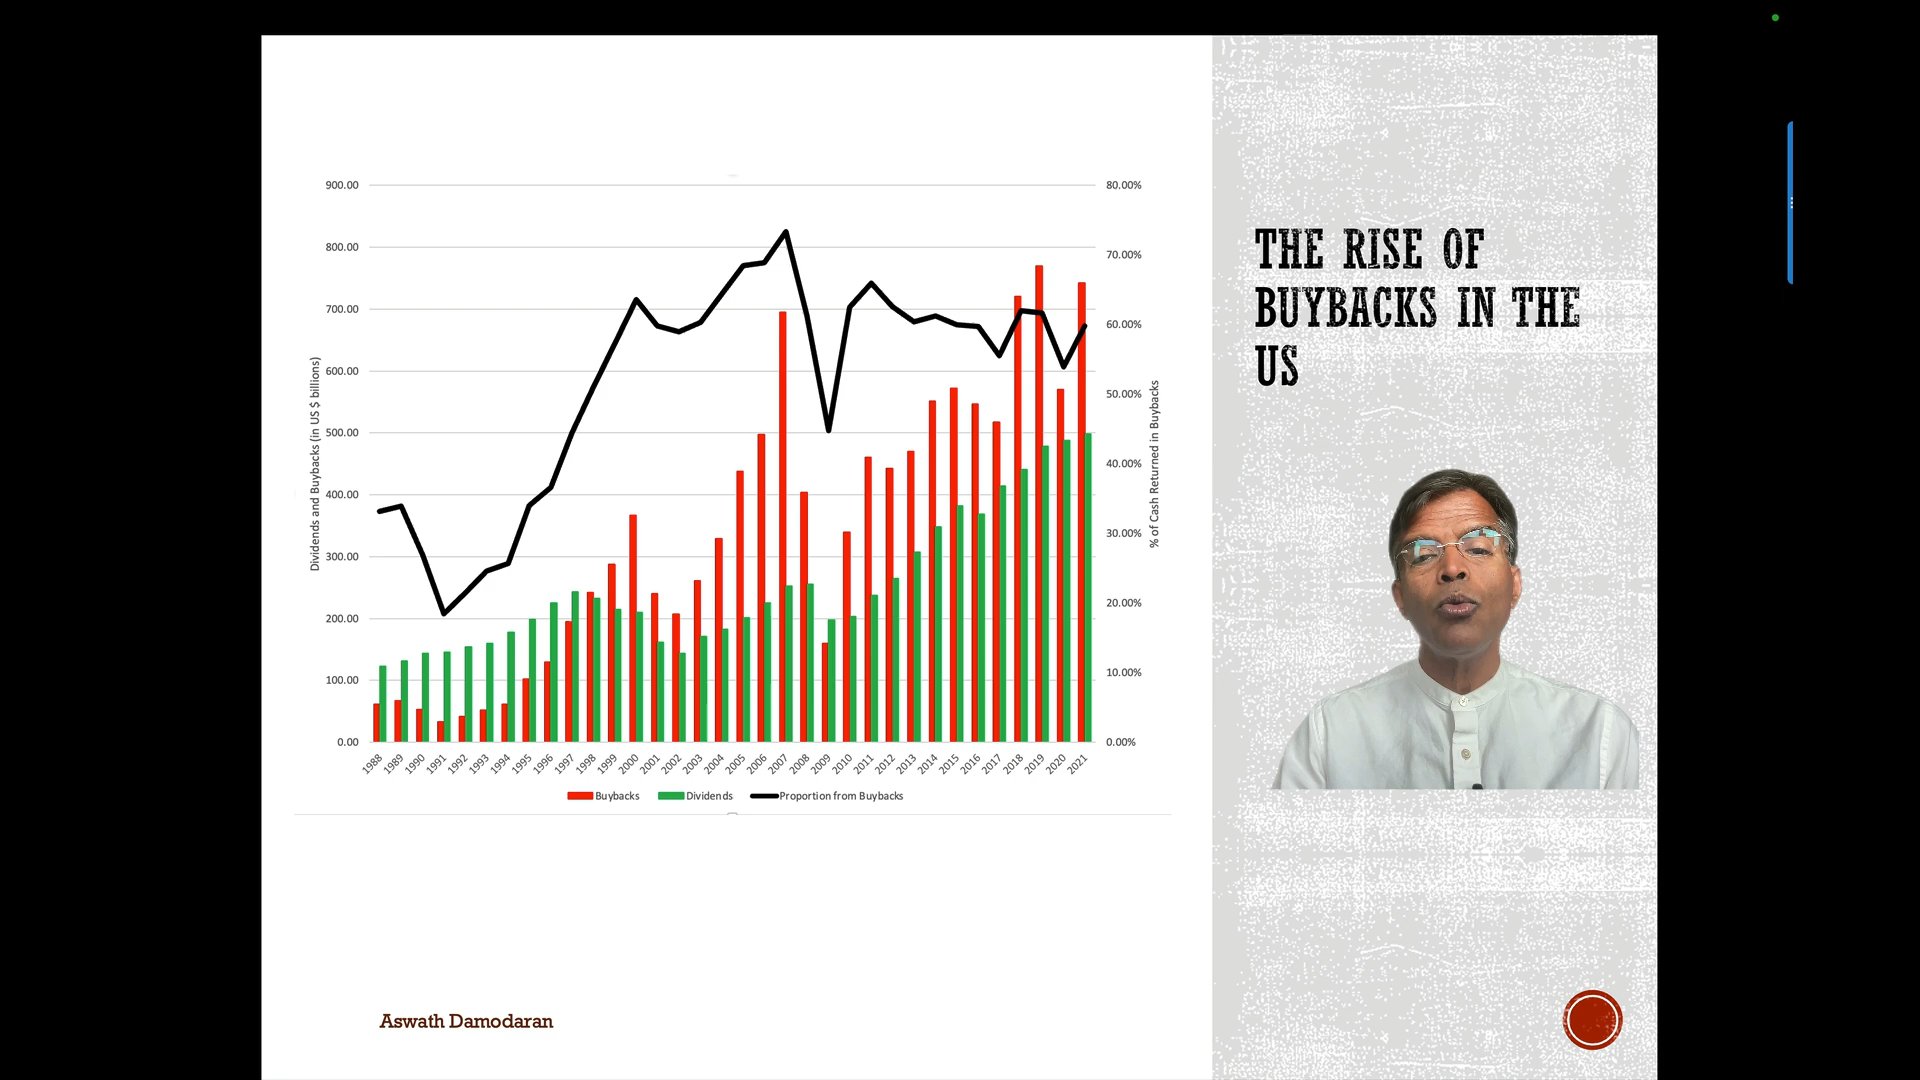 THE RISE OF
BUYBACKS IN THE
US
Dividends and Buybacks (in US $ billions)
900.00
800.00
700.00
600.00
500.00
400.00
300.00
200.00
100.00
0.00
80.00%
70.00%
60.00%
50.00%
40.00%
30.00%
20.00%
10.00%
0.00%
% of Cash Returned in Buybacks
1988 1989 1990 1991 1992 1993 1994 1995 1996 1997 1998 1999 2000 2001 2002 2003 2004 2005 2006 2007 2008 2009 2010 2011 2012 2013 2014 2015 2016 2017 2018 2019 2020 2021
Buybacks Dividends Proportion from Buybacks
Aswath Damodaran